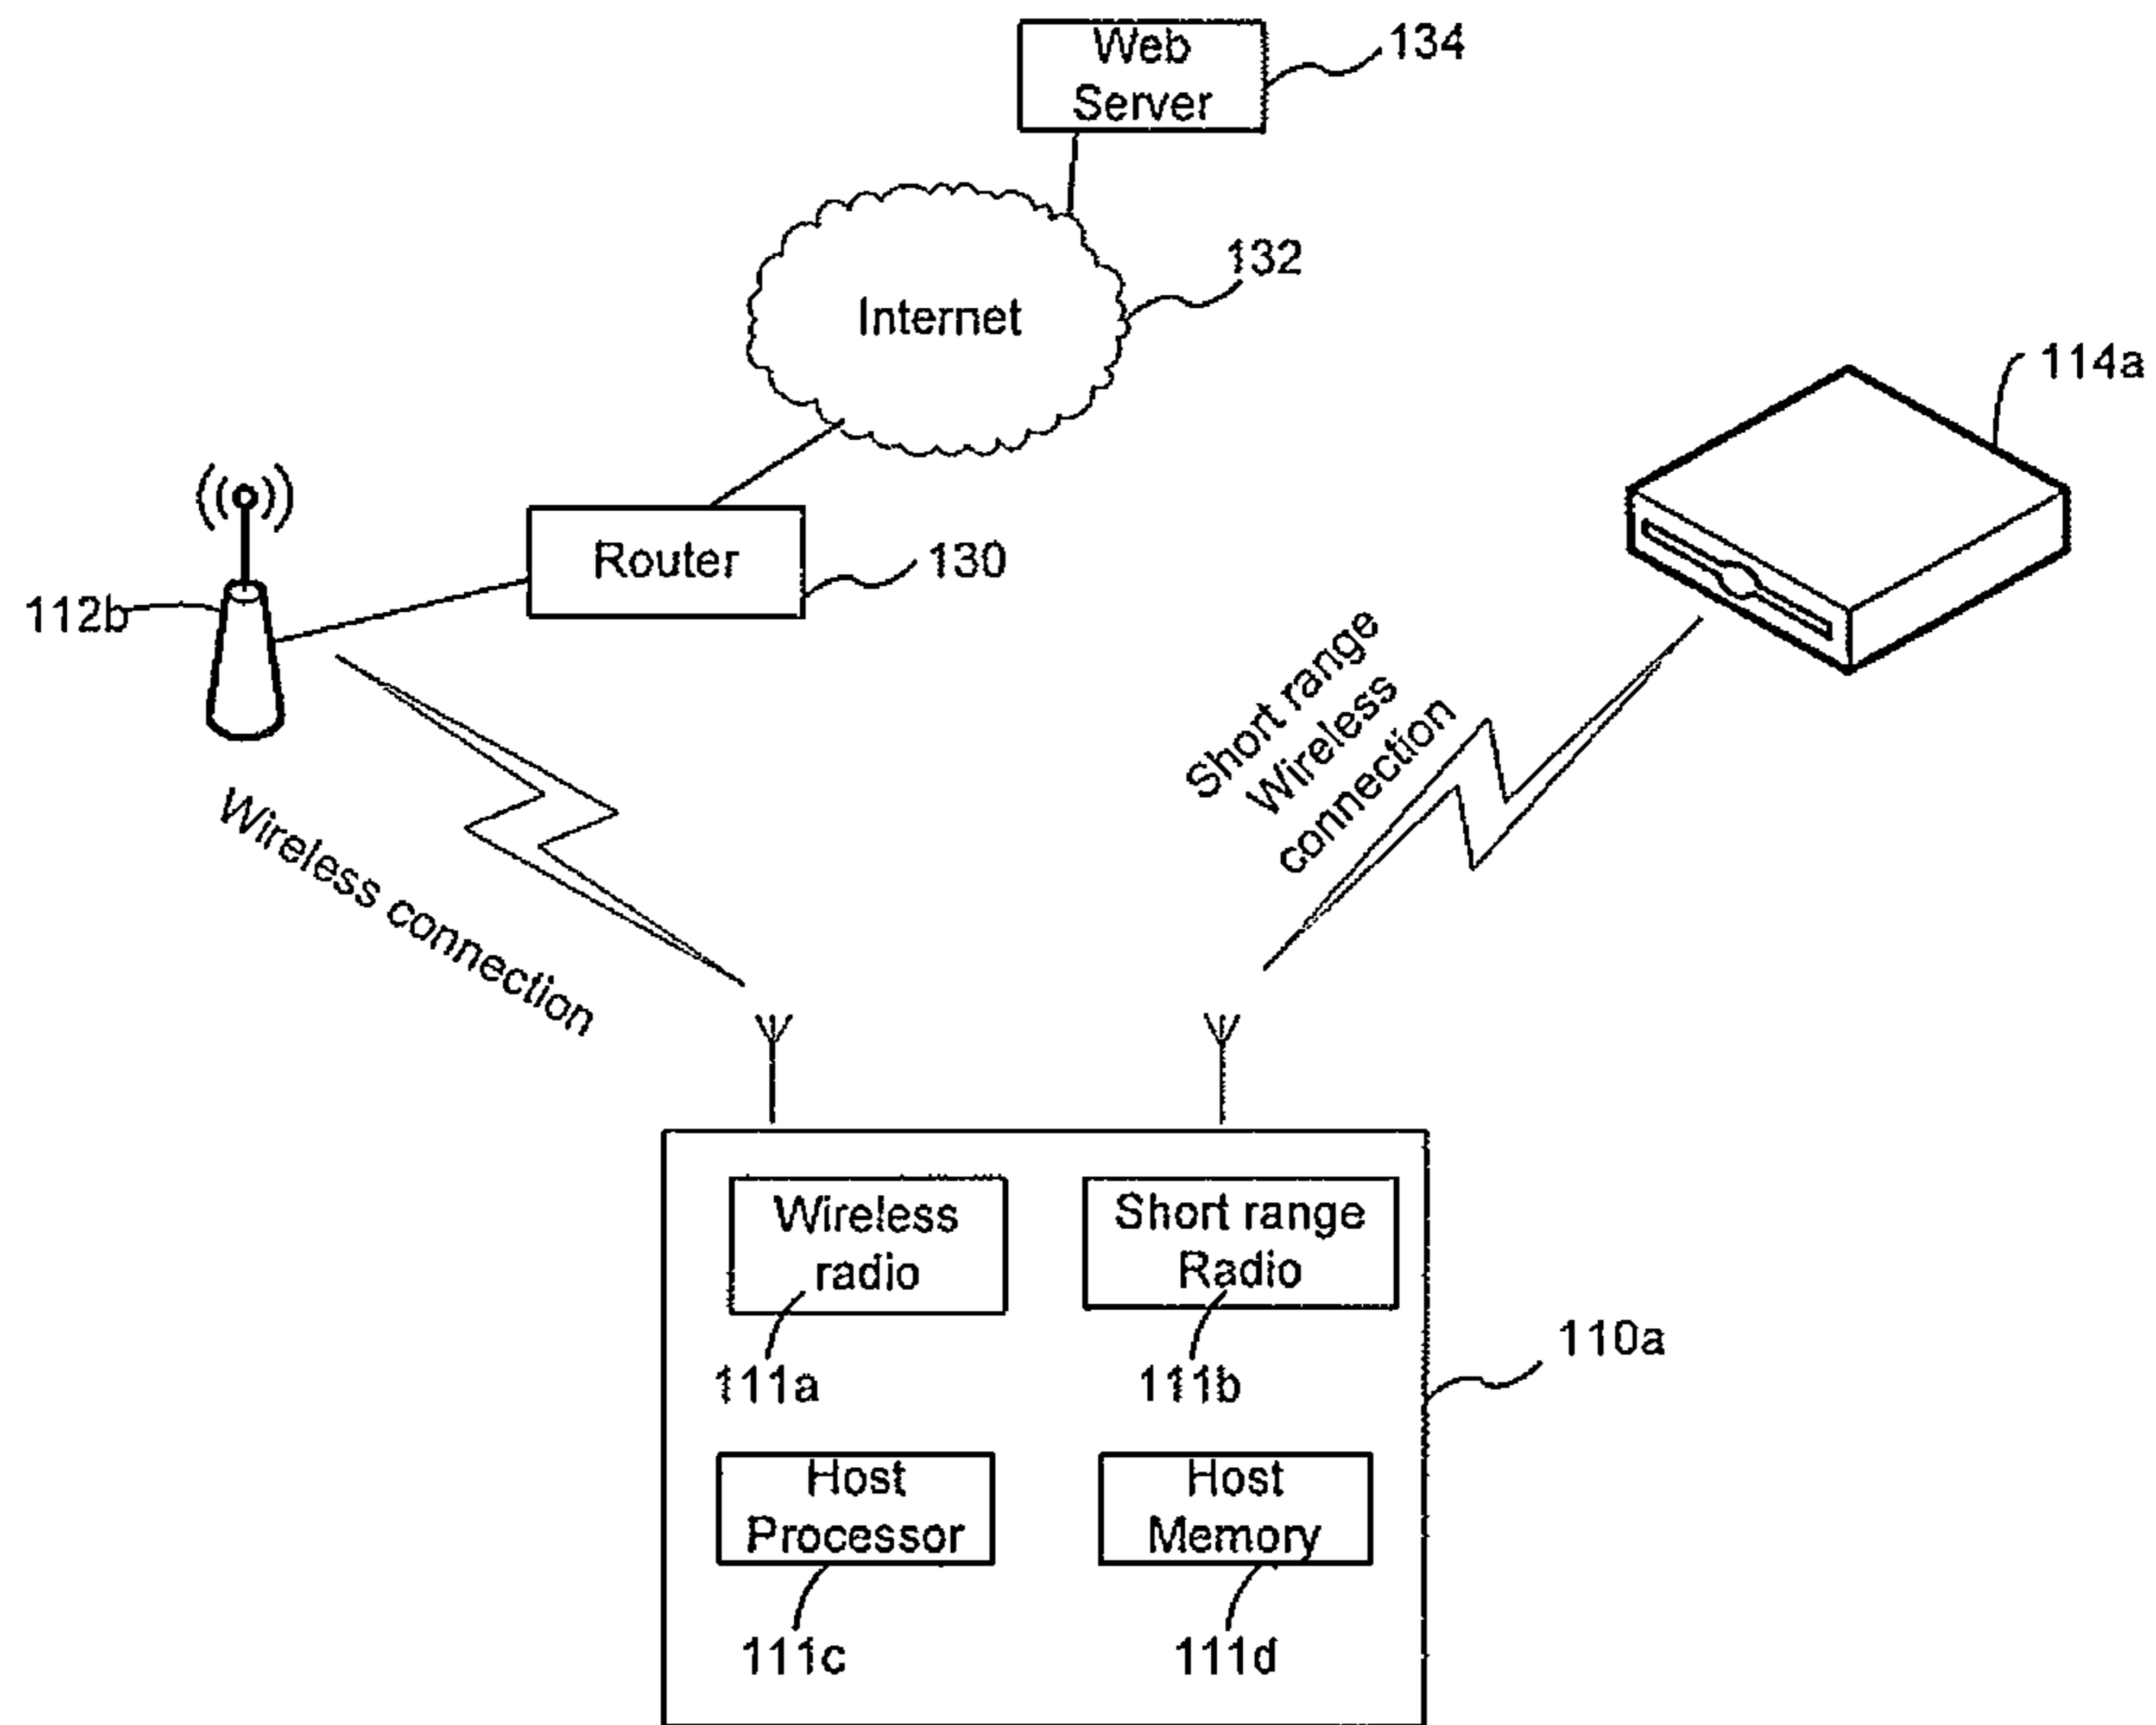 Web
Server
134
Internet
132
114a
Router
130
112b
Short range
Wireless
connection
Wireless connection
Wireless
radio
Short range
Radio
111a
111b
110a
Host
Processor
Host
Memory
111c
111d